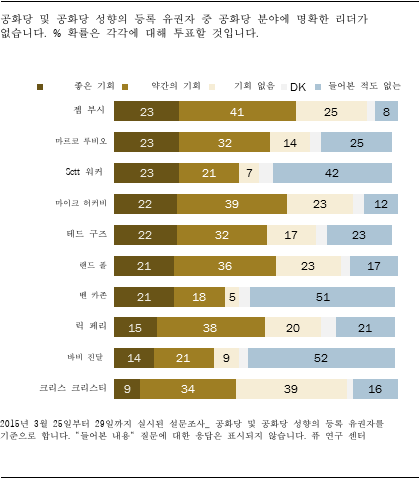 공화당 및 공화당 성향의 등록 유권자 중 공화당 분야에 명확한 리더가
없습니다. % 확률은 각각에 대해 투표할 것입니다.
좋은 기회 약간의 기회 기회 없음 DK 들어본 적도 없는
젭 부시 23 41 25 8
마르코 루비오 23 32 14 25
Sott 워커 23 21 7 42
마이크 허커비 22 39 23 12
테드 구즈 22 32 17 23
랜드 폴 21 36 23 17
벤 카존 21 18 5 51
릭 페리 15 38 20 21
바비 진달 14 21 9 52
크리스 크리스티 9 34 39 16
2015년 3월 25일부터 29일까지 실시된 설문조사_ 공화당 및 공화당 성향의 등록 유권자를
기준으로 합니다. "들어본 내용" 질문에 대한 응답은 표시되지 않습니다. 퓨 연구 센터